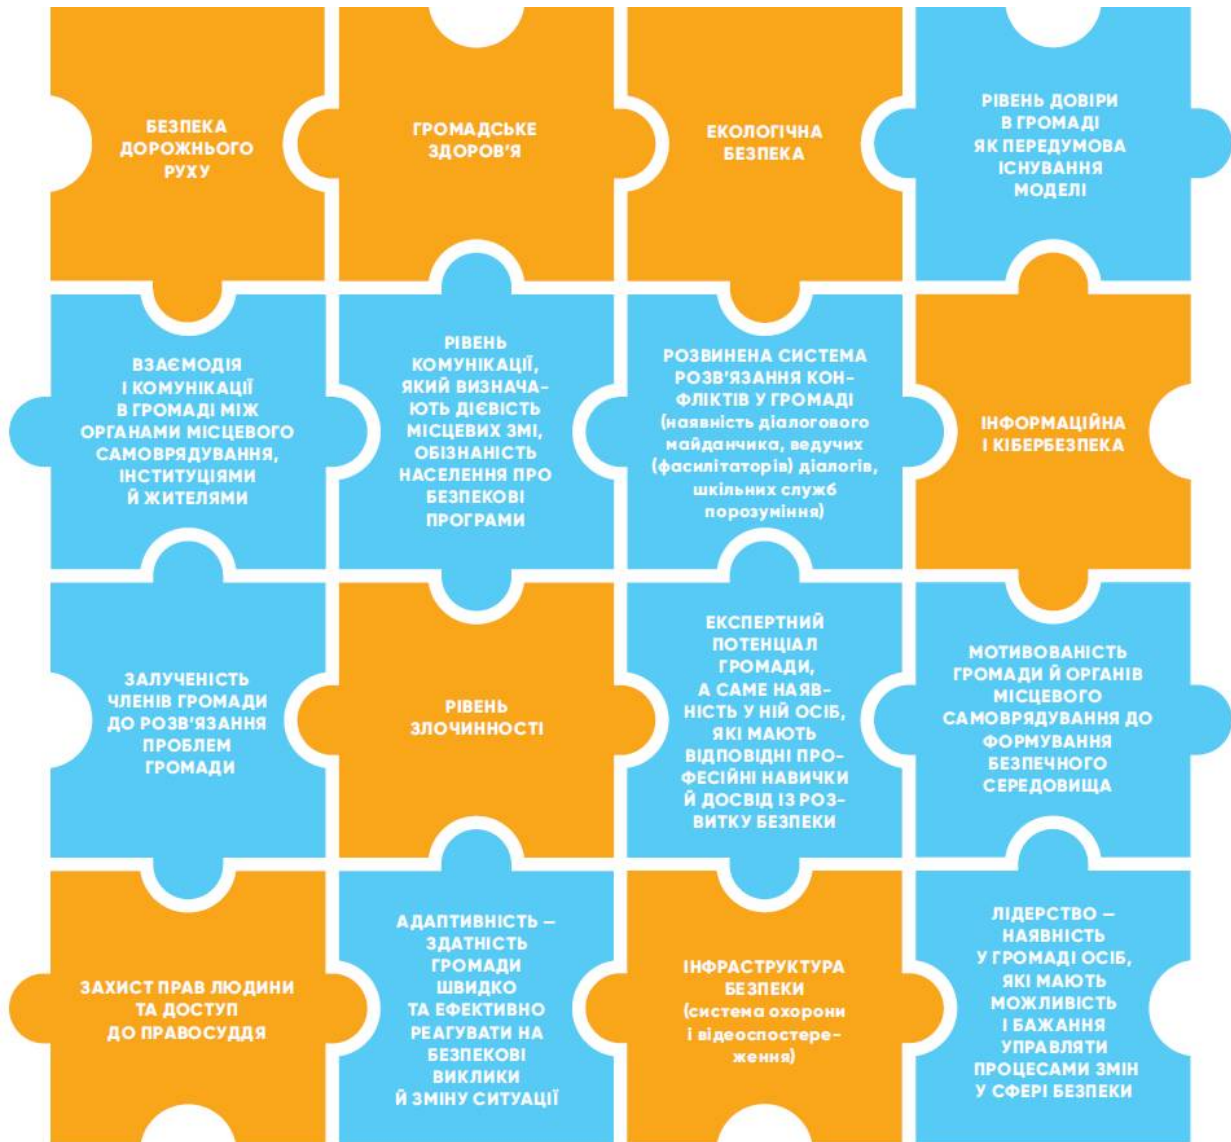 БЕЗПЕКА
ДОРОЖНЬОГО
РУХУ
ГРОМАДСЬКЕ
ЗДОРОВ'Я
ЕКОЛОГІЧНА
БЕЗПЕКА
РІВЕНЬ ДОВІРИ
В ГРОМАДІ
ЯК ПЕРЕДУМОВА
ІСНУВАННЯ
МОДЕЛІ
ВЗАЄМОДІЯ
І КОМУНІКАЦІЇ
В ГРОМАДІ МІЖ
ОРГАНАМИ МІСЦЕВОГО
САМОВРЯДУВАННЯ,
ІНСТИТУЦІЯМИ
Й ЖИТЕЛЯМИ
РІВЕНЬ
КОМУНІКАЦІЇ,
ЯКИЙ ВИЗНАЧА-
ЮТЬ ДІЄВІСТЬ
МІСЦЕВИХ ЗМІ,
ОБІЗНАНІСТЬ
НАСЕЛЕННЯ ПРО
БЕЗПЕКОВІ
ПРОГРАМИ
РОЗВИНЕНА СИСТЕМА
РОЗВ'ЯЗАННЯ КОН-
ФЛІКТІВ У ГРОМАДІ
(наявність діалогового
майданчика, ведучих
(фасилітаторів) діалогів,
шкільних служб
порозуміння)
ІНФОРМАЦІЙНА
І КІБЕРБЕЗПЕКА
ЗАЛУЧЕНІСТЬ
ЧЛЕНІВ ГРОМАДИ
ДО РОЗВ'ЯЗАННЯ
ПРОБЛЕМ
ГРОМАДИ
РІВЕНЬ
ЗЛОЧИННОСТІ
ЕКСПЕРТНИЙ
ПОТЕНЦІАЛ
ГРОМАДИ,
А САМЕ НАЯВ-
НІСТЬ У НІЙ ОСІБ,
ЯКІ МАЮТЬ
ВІДПОВІДНІ ПРО-
ФЕСІЙНІ НАВИЧКИ
Й ДОСВІД ІЗ РОЗ-
ВИТКУ БЕЗПЕКИ
МОТИВОВАНІСТЬ
ГРОМАДИ Й ОРГАНІВ
МІСЦЕВОГО
САМОВРЯДУВАННЯ ДО
ФОРМУВАННЯ
БЕЗПЕЧНОГО
СЕРЕДОВИЩА
ЗАХИСТ ПРАВ ЛЮДИНИ
ТА ДОСТУП
ДО ПРАВОСУДДЯ
АДАПТИВНІСТЬ —
ЗДАТНІСТЬ
ГРОМАДИ
ШВИДКО
ТА ЕФЕКТИВНО
РЕАГУВАТИ НА
БЕЗПЕКОВІ
ВИКЛИКИ
Й ЗМІНУ СИТУАЦІЇ
ІНФРАСТРУКТУРА
БЕЗПЕКИ
(система охорони
і відеоспостере-
ження)
ЛІДЕРСТВО —
НАЯВНІСТЬ
У ГРОМАДІ ОСІБ,
ЯКІ МАЮТЬ
МОЖЛИВІСТЬ
І БАЖАННЯ
УПРАВЛЯТИ
ПРОЦЕСАМИ ЗМІН
У СФЕРІ БЕЗПЕКИ